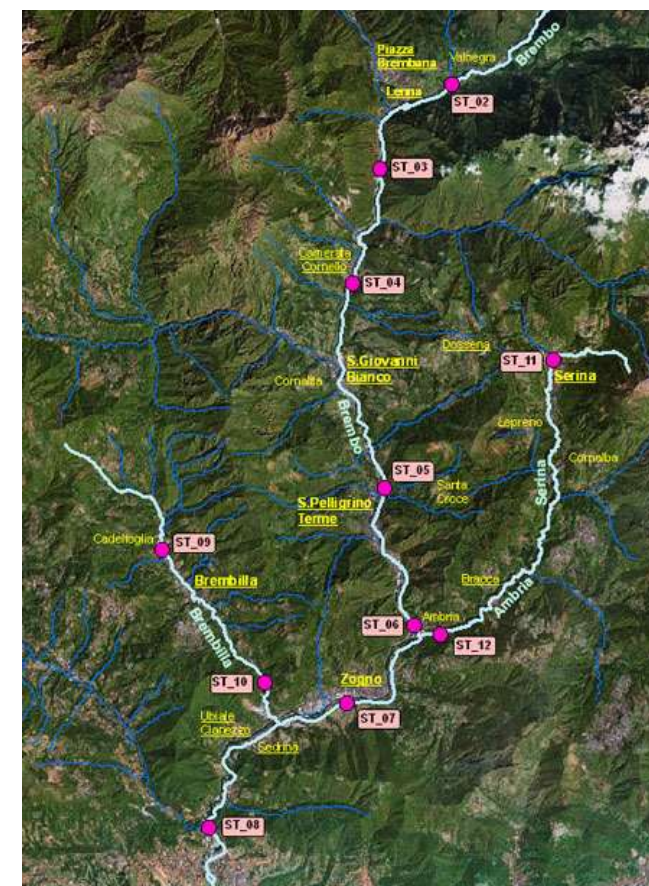 Piazza
Brembana
Valnegra
Brembo
Lenna
ST_02
ST_03
Camerata
Cornello
ST_04
Dossena
ST_11
Serina
S.Giovanni
Bianco
Cornalita
Brembo
Lepreno
Cornalba
Serina
ST_05
Santa
Croce
S.Pelligrino
Terme
Cadelfoglia
ST_09
Brembilla
Bracca
Ambria
Brembilla
ST_06
Ambria
ST_12
ST_10
Zogno
ST_07
Ubiale
Clanezzo
Sedrina
ST_08